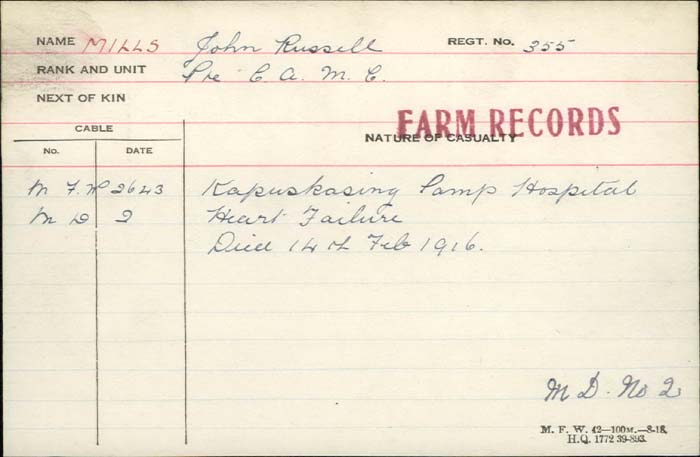 NAME MILLS John Russell REGT. No. 355
RANK AND UNIT Pte C. A. M. C.
NEXT OF KIN
FARM RECORDS
CABLE NATURE OF CASUALTY
No. DATE
M F W 2643 Kapuskasing Camp Hospital
M D 2 Heart Failure
Died 14th Feb 1916.
M D. No 2
M. F. W. 42—100M.—8-18.
H.Q. 1772 39-893.